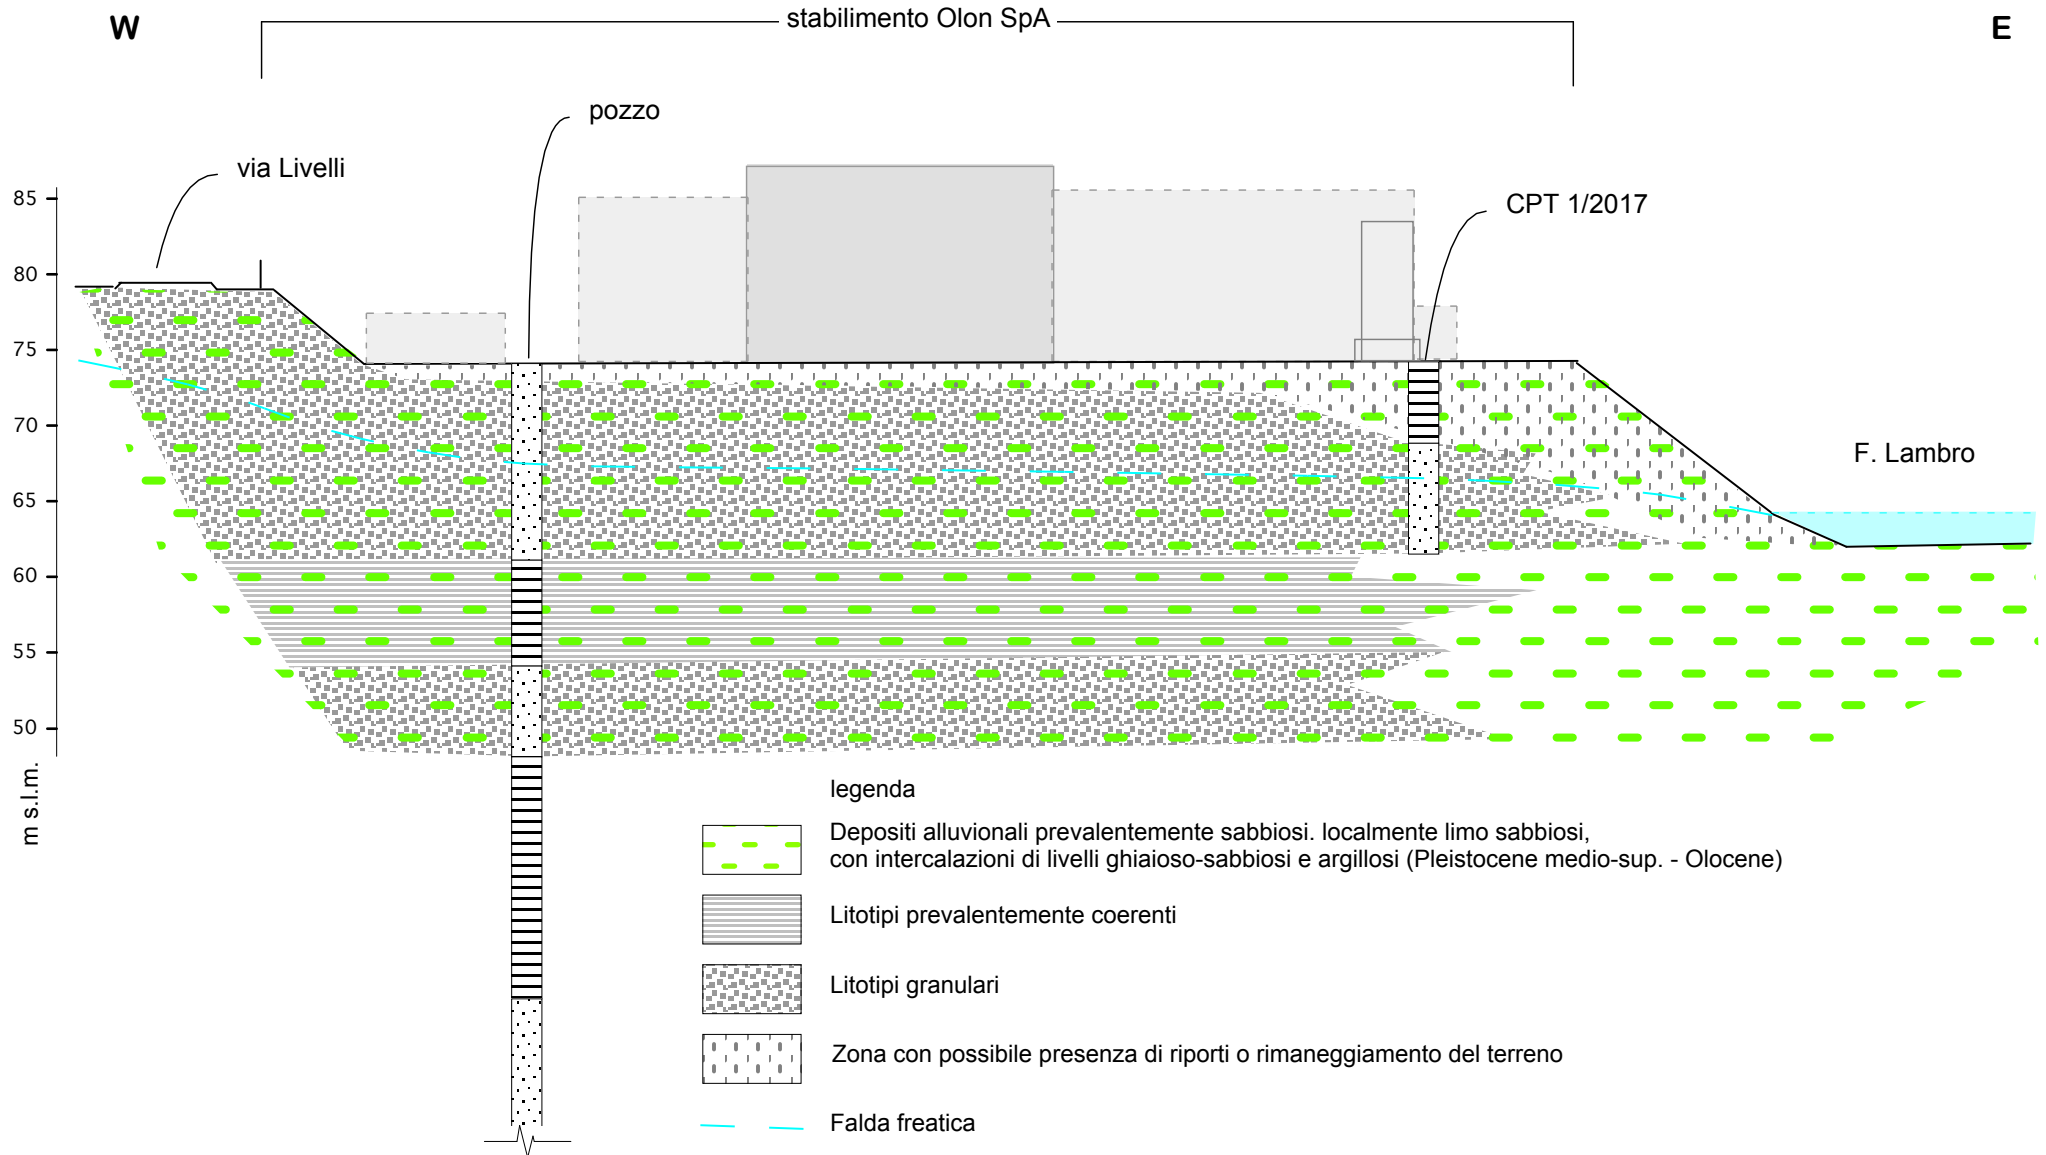 W
stabilimento Olon SpA
E
pozzo
via Livelli
CPT 1/2017
85
80
75
70
65
60
55
50
m s.l.m.
F. Lambro
legenda
Depositi alluvionali prevalentemente sabbiosi. localmente limo sabbiosi,
con intercalazioni di livelli ghiaioso-sabbiosi e argillosi (Pleistocene medio-sup. - Olocene)
Litotipi prevalentemente coerenti
Litotipi granulari
Zona con possibile presenza di riporti o rimaneggiamento del terreno
Falda freatica